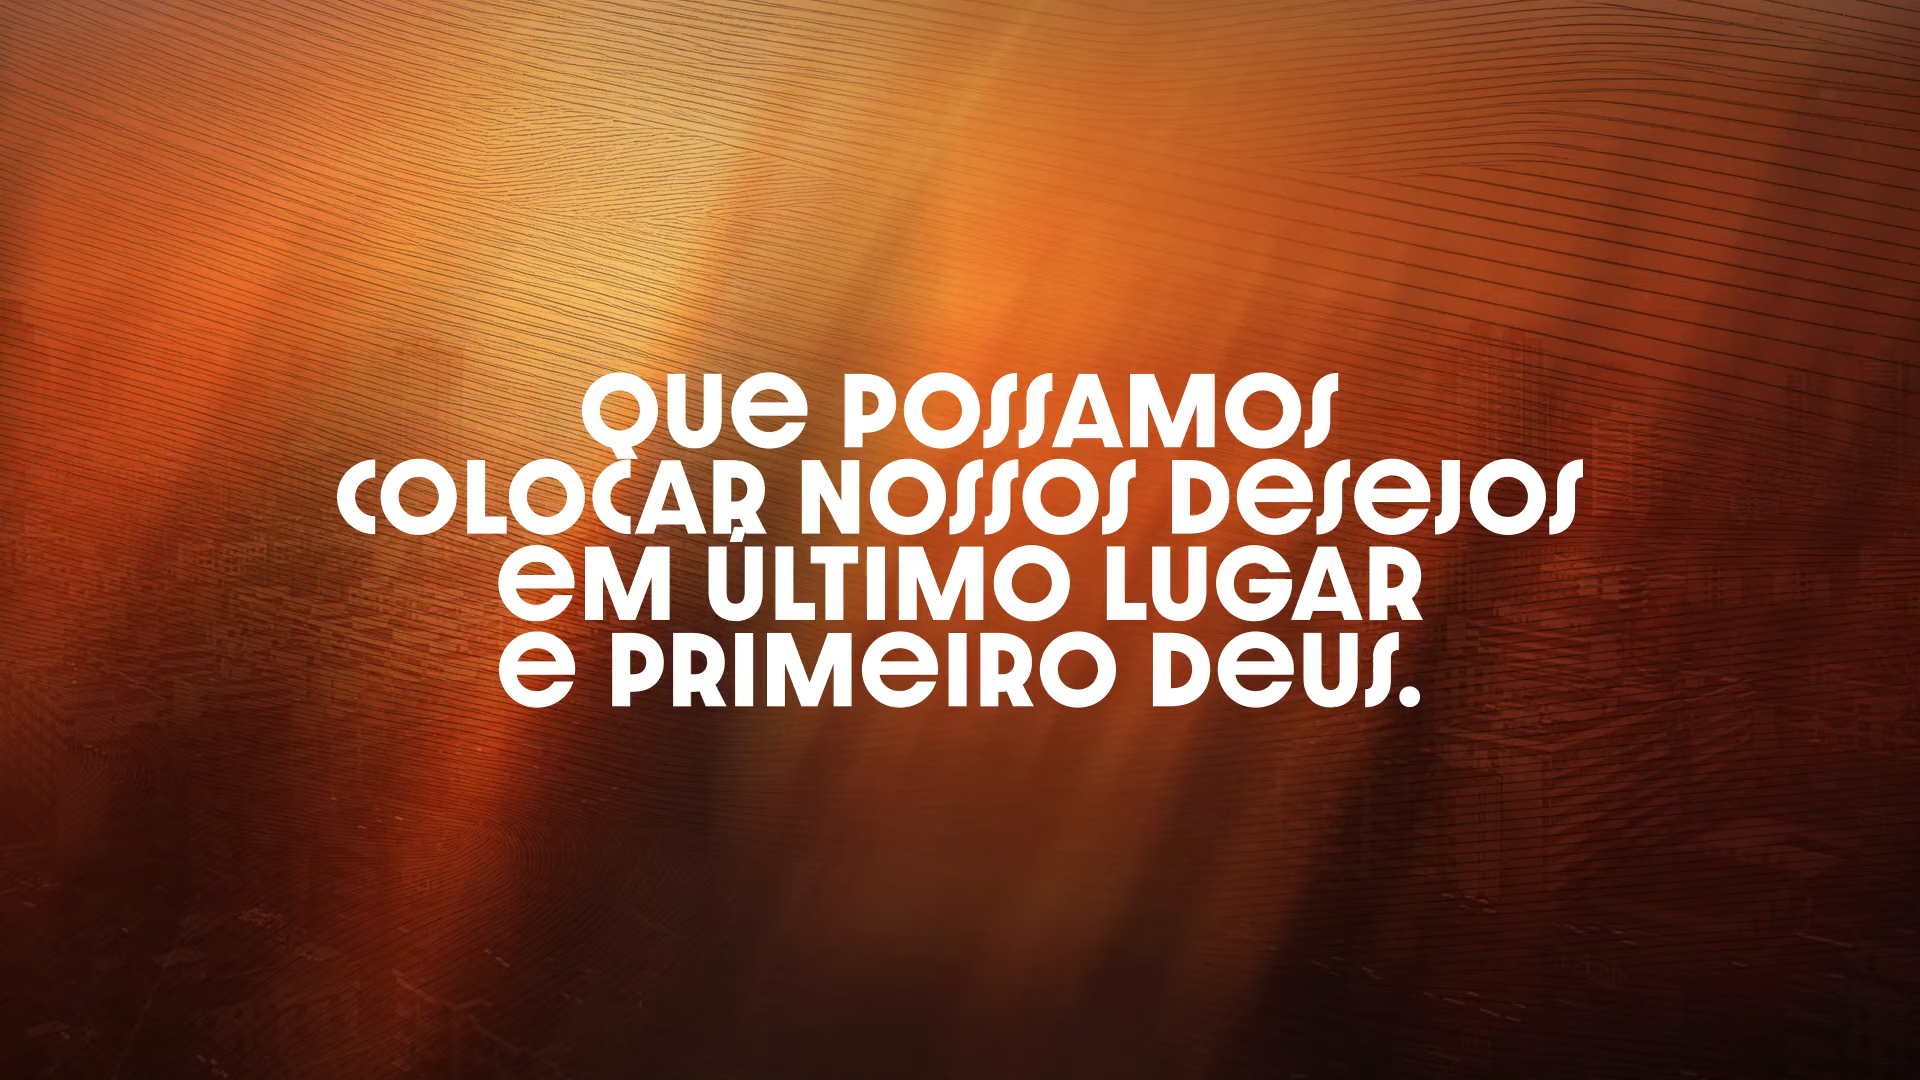 QUE POSSAMOS
COLOCAR NOSSOS DESEJOS
EM ÚLTIMO LUGAR
E PRIMEIRO DEUS.